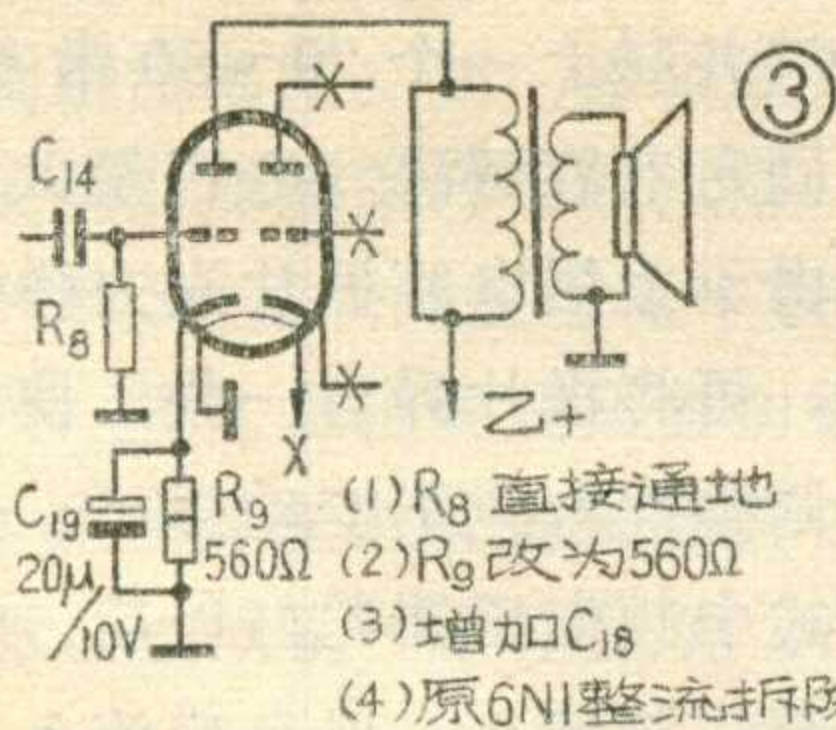 ③
C14
R8
X
乙+
C19
20μ
/10V
R9
560Ω
(1)R8 直接通地
(2)R9 改为560Ω
(3)增加C18
(4)原6N1整流拆除